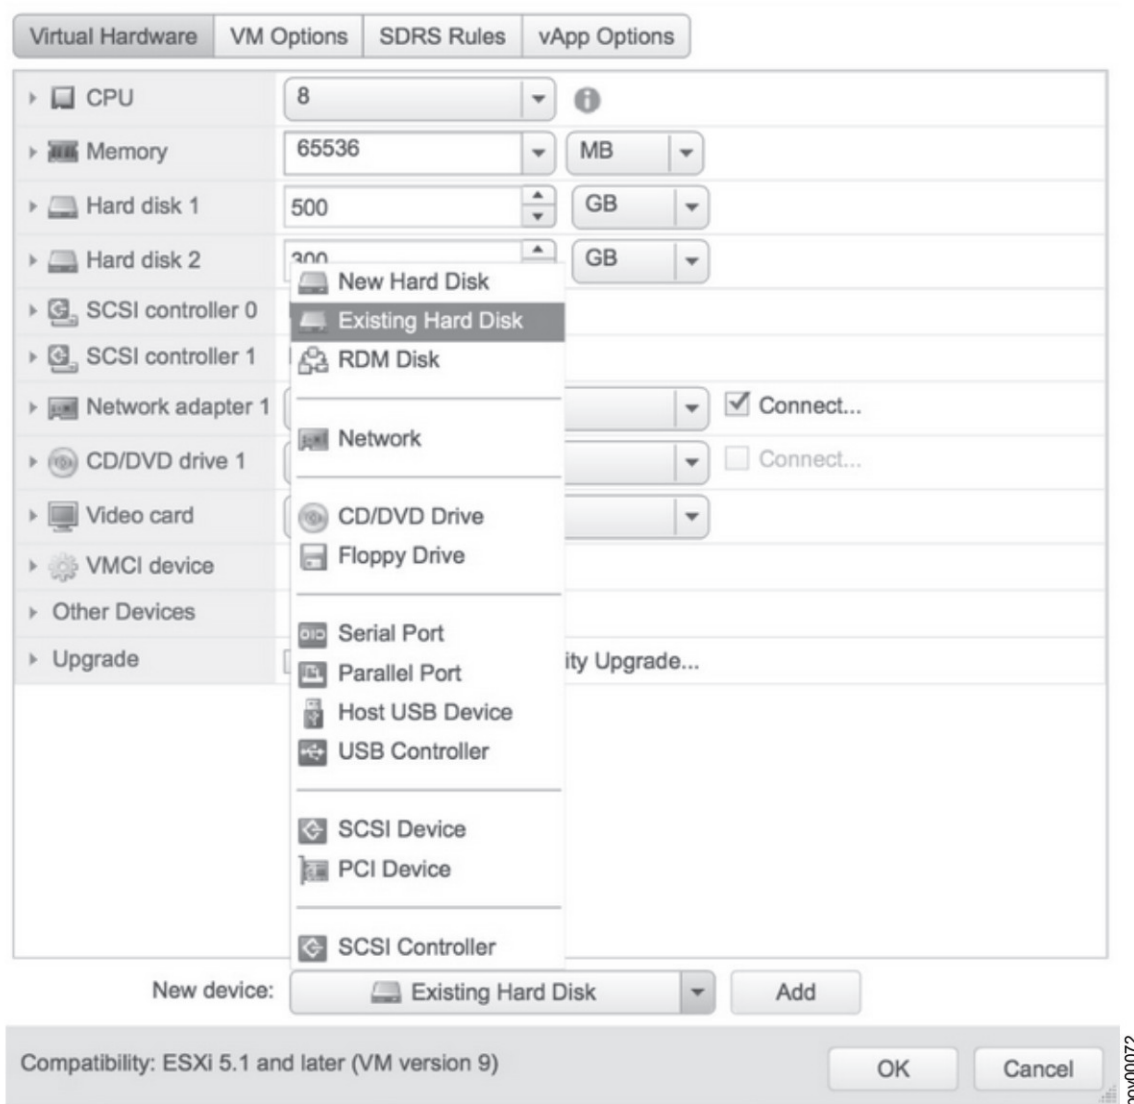 Virtual Hardware VM Options SDRS Rules vApp Options
CPU 8
Memory 65536 MB
Hard disk 1 500 GB
Hard disk 2 300 GB
New Hard Disk
SCSI controller 0 Existing Hard Disk
SCSI controller 1 RDM Disk
Network adapter 1 Connect...
Network
CD/DVD drive 1 Connect...
Video card CD/DVD Drive
Floppy Drive
VMCI device
Other Devices
Serial Port
Upgrade ity Upgrade...
Parallel Port
Host USB Device
USB Controller
SCSI Device
PCI Device
SCSI Controller
New device: Existing Hard Disk Add
Compatibility: ESXi 5.1 and later (VM version 9) OK Cancel